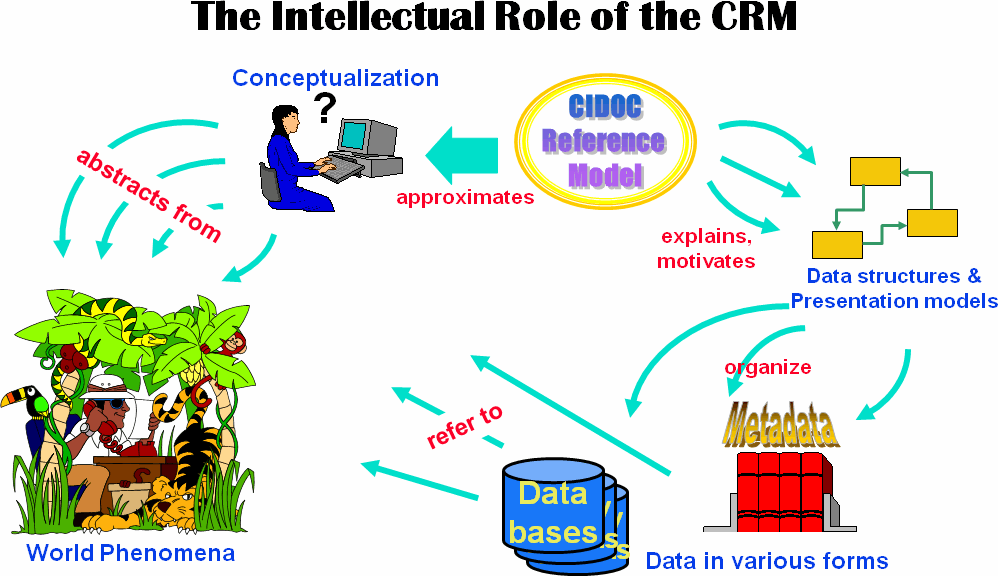 The Intellectual Role of the CRM
Conceptualization
?
CIDOC
Reference
Model
abstracts from
approximates
explains,
motivates
Data structures &
Presentation models
organize
refer to
Metadata
Data
bases
World Phenomena
Data in various forms